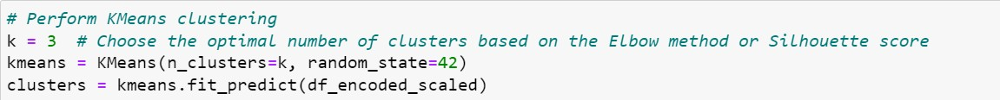 # Perform KMeans clustering
k = 3  # Choose the optimal number of clusters based on the Elbow method or Silhouette score
kmeans = KMeans(n_clusters=k, random_state=42)
clusters = kmeans.fit_predict(df_encoded_scaled)